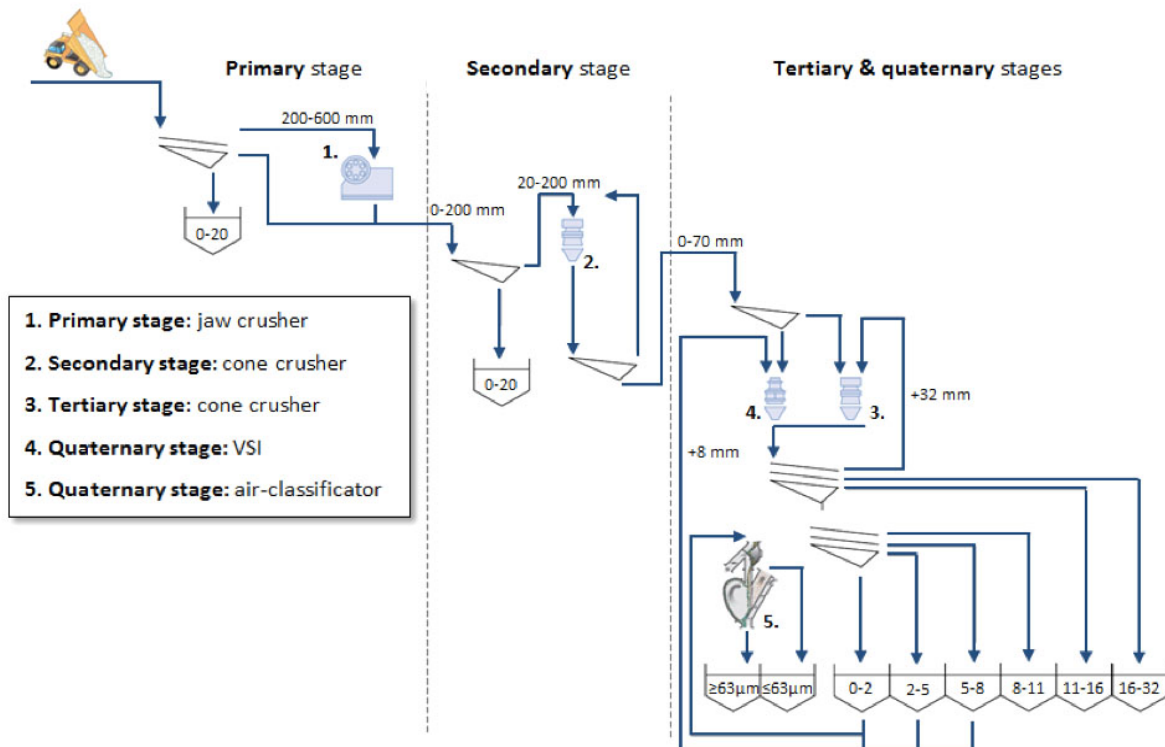 Primary stage
Secondary stage
Tertiary & quaternary stages
200-600 mm
1.
0-20
0-200 mm
20-200 mm
2.
0-20
0-70 mm
4.
3.
+32 mm
+8 mm
5.
≥63µm
≤63µm
0-2
2-5
5-8
8-11
11-16
16-32
1. Primary stage: jaw crusher
2. Secondary stage: cone crusher
3. Tertiary stage: cone crusher
4. Quaternary stage: VSI
5. Quaternary stage: air-classificator